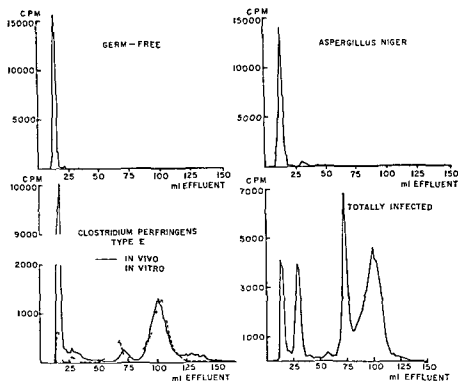 CPM
15000
10000
5000
GERM-FREE
25 50 75 100 125 150
ml EFFLUENT
CPM
15000
10000
5000
ASPERGILLUS NIGER
25 50 75 100 125 150
ml EFFLUENT
CPM
10000
9000
2000
1000
CLOSTRIDIUM PERFRINGENS
TYPE E
IN VIVO
IN VITRO
25 50 75 100 125 150
ml EFFLUENT
CPM
7000
5000
3000
1000
TOTALLY INFECTED
25 50 75 100 125 150
ml EFFLUENT